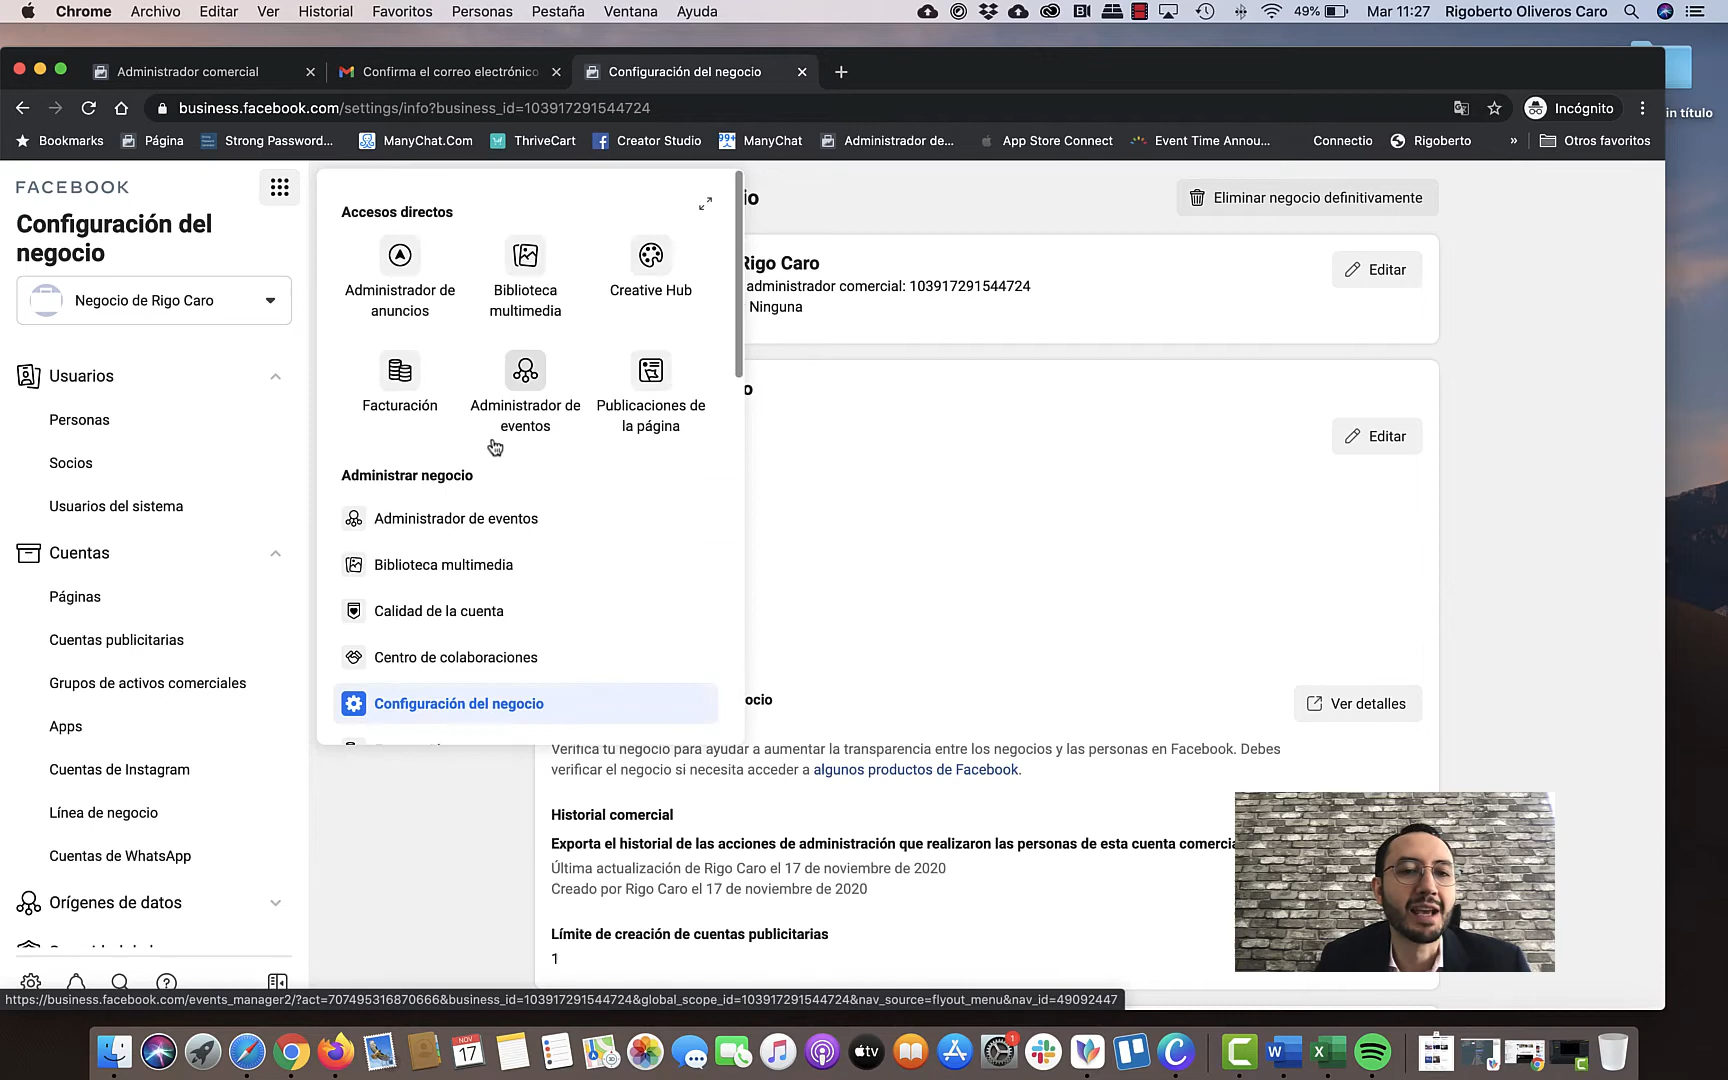 Chrome Archivo Editar Ver Historial Favoritos Personas Pestaña Ventana Ayuda
49% Mar 11:27 Rigoberto Oliveros Caro
Administrador comercial
Confirma el correo electrónico
Configuración del negocio
business.facebook.com/settings/info?business_id=103917291544724
Incógnito
in título
Bookmarks Página Strong Password... ManyChat.Com ThriveCart Creator Studio 99+ ManyChat Administrador de... App Store Connect Event Time Annou... Connectio Rigoberto » Otros favoritos
FACEBOOK
Configuración del
negocio
Negocio de Rigo Caro
Usuarios
Personas
Socios
Usuarios del sistema
Cuentas
Páginas
Cuentas publicitarias
Grupos de activos comerciales
Apps
Cuentas de Instagram
Línea de negocio
Cuentas de WhatsApp
Orígenes de datos
Accesos directos
Administrador de
anuncios
Biblioteca
multimedia
Creative Hub
Facturación
Administrador de
eventos
Publicaciones de
la página
Administrar negocio
Administrador de eventos
Biblioteca multimedia
Calidad de la cuenta
Centro de colaboraciones
Configuración del negocio
io
Eliminar negocio definitivamente
Rigo Caro
Editar
administrador comercial: 103917291544724
Ninguna
o
Editar
ocio
Ver detalles
Verifica tu negocio para ayudar a aumentar la transparencia entre los negocios y las personas en Facebook. Debes
verificar el negocio si necesita acceder a algunos productos de Facebook.
Historial comercial
Exporta el historial de las acciones de administración que realizaron las personas de esta cuenta comercia
Última actualización de Rigo Caro el 17 de noviembre de 2020
Creado por Rigo Caro el 17 de noviembre de 2020
Límite de creación de cuentas publicitarias
1
https://business.facebook.com/events_manager2/?act=707495316870666&business_id=103917291544724&global_scope_id=103917291544724&nav_source=flyout_menu&nav_id=49092447
NOV
17
tv
1
W
X